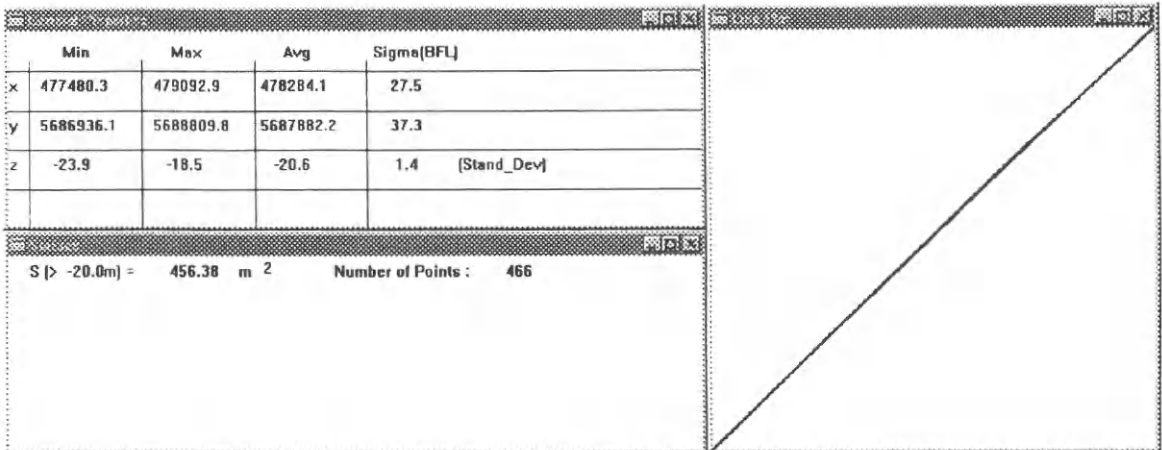 Min Max Avg Sigma(BFL)
x 477480.3 479092.9 478284.1 27.5
y 5686936.1 5688809.8 5687882.2 37.3
z -23.9 -18.5 -20.6 1.4 (Stand_Dev)
S (> -20.0m) = 456.38 m 2 Number of Points : 466